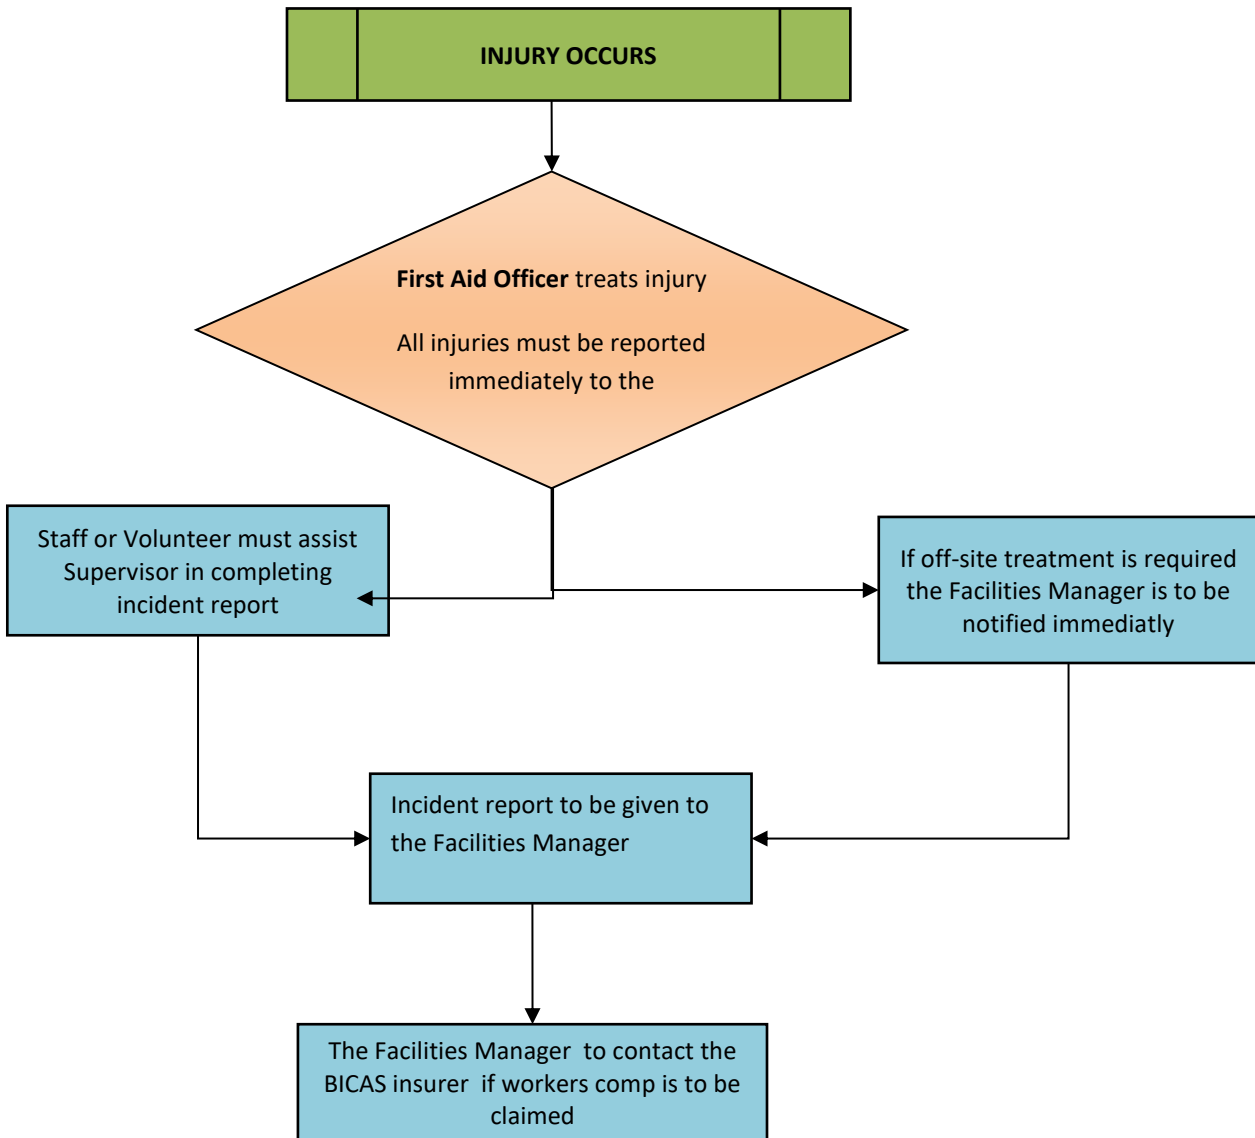 INJURY OCCURS
First Aid Officer treats injury
All injuries must be reported
immediately to the
Staff or Volunteer must assist
Supervisor in completing
incident report
If off-site treatment is required
the Facilities Manager is to be
notified immediatly
Incident report to be given to
the Facilities Manager
The Facilities Manager  to contact the
BICAS insurer  if workers comp is to be
claimed